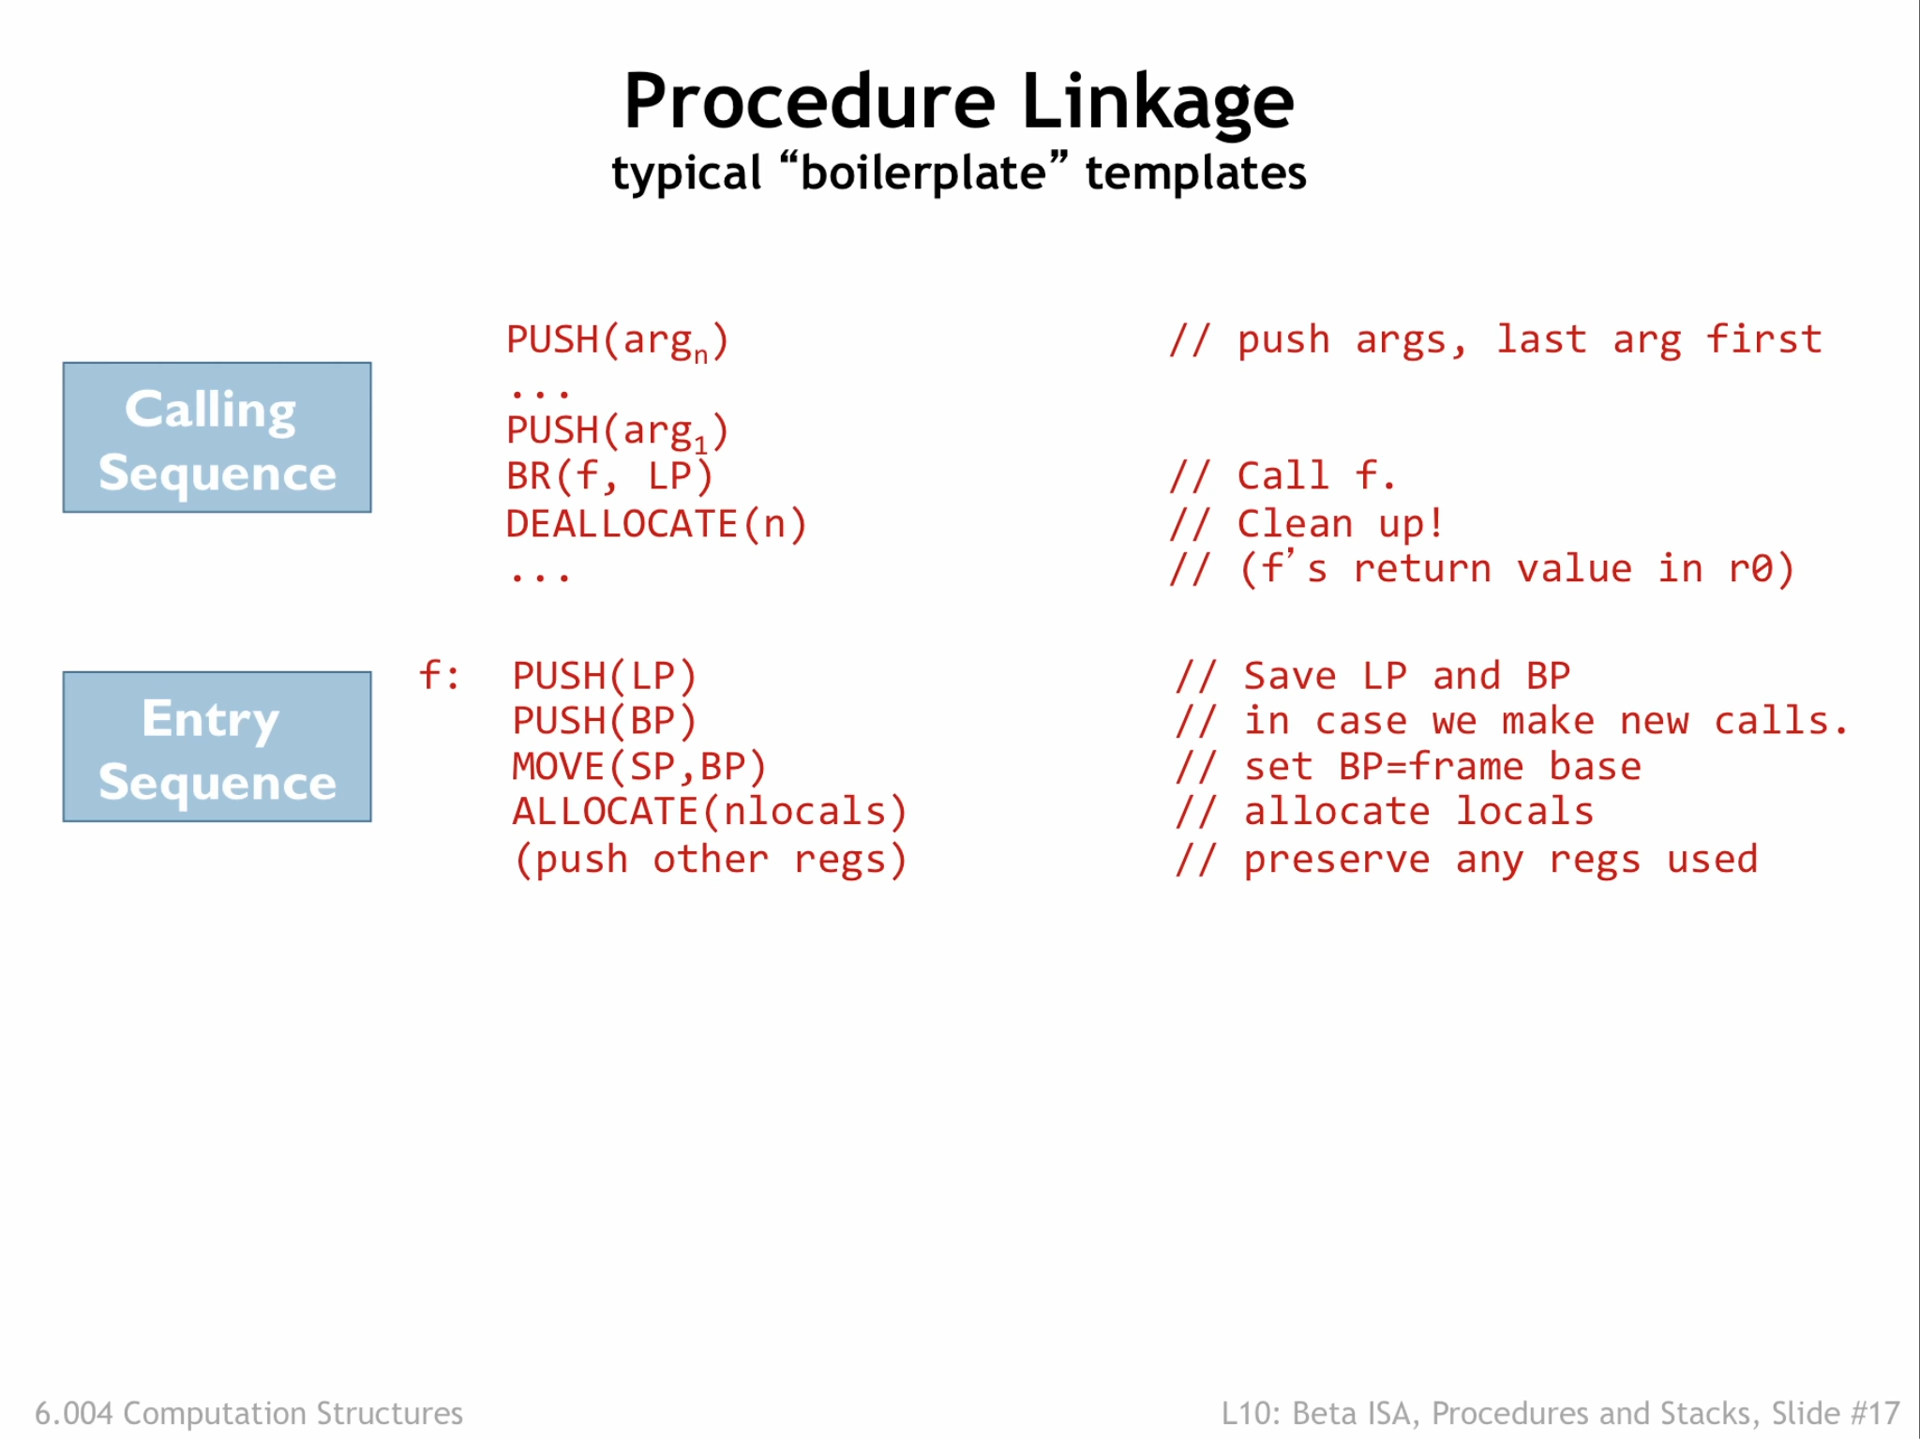 Procedure Linkage
typical “boilerplate” templates
Calling
Sequence
PUSH(argn) // push args, last arg first
...
PUSH(arg1)
BR(f, LP) // Call f.
DEALLOCATE(n) // Clean up!
... // (f’s return value in r0)
Entry
Sequence
f: PUSH(LP) // Save LP and BP
PUSH(BP) // in case we make new calls.
MOVE(SP,BP) // set BP=frame base
ALLOCATE(nlocals) // allocate locals
(push other regs) // preserve any regs used
6.004 Computation Structures
L10: Beta ISA, Procedures and Stacks, Slide #17